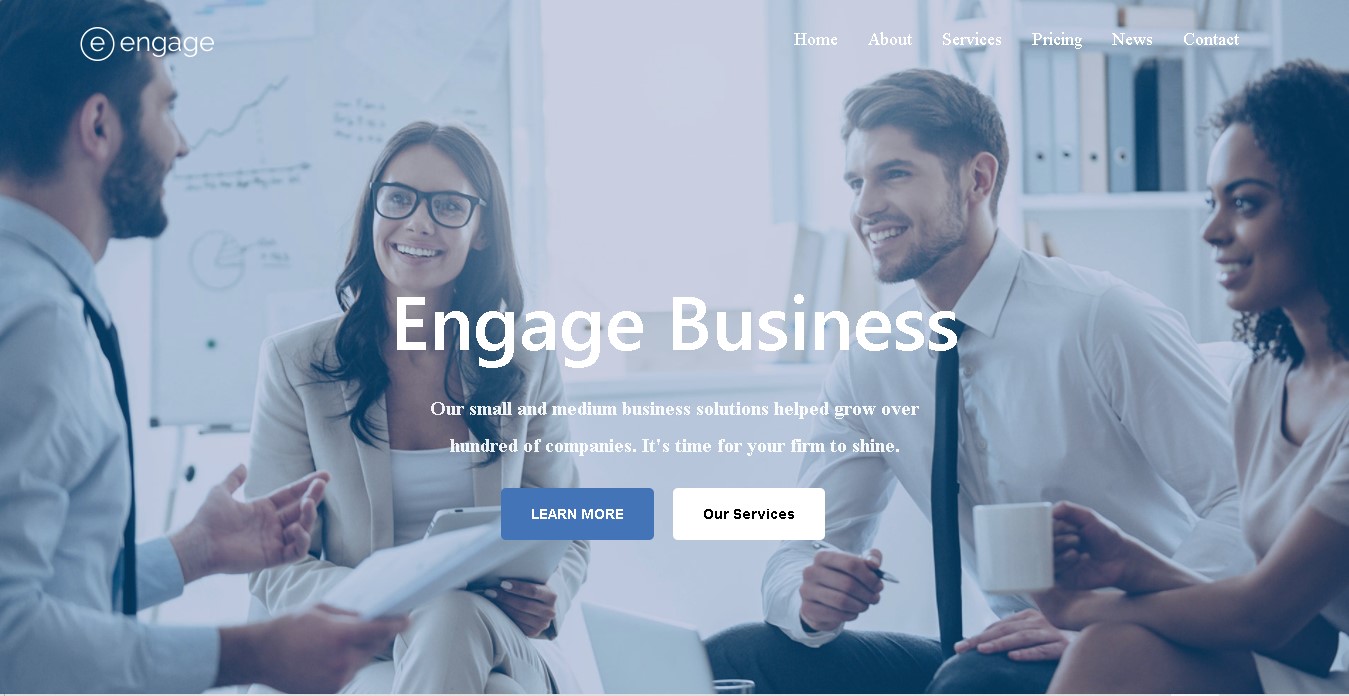 e engage
Home About Services Pricing News Contact
Engage Business
Our small and medium business solutions helped grow over
hundred of companies. It's time for your firm to shine.
LEARN MORE Our Services